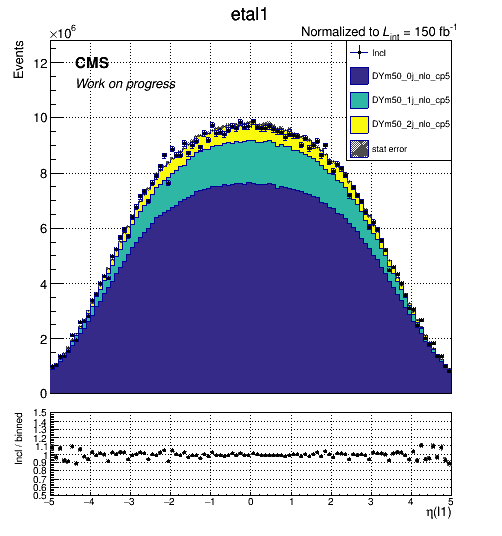 etal1
×10⁶
Normalized to L_int = 150 fb⁻¹
Events
CMS
Work on progress
Incl
DYm50_0j_nlo_cp5
DYm50_1j_nlo_cp5
DYm50_2j_nlo_cp5
stat error
12
10
8
6
4
2
0
Incl / binned
1.5
1.4
1.3
1.2
1.1
1
0.9
0.8
0.7
0.6
0.5
−5 −4 −3 −2 −1 0 1 2 3 4 5
η(l1)